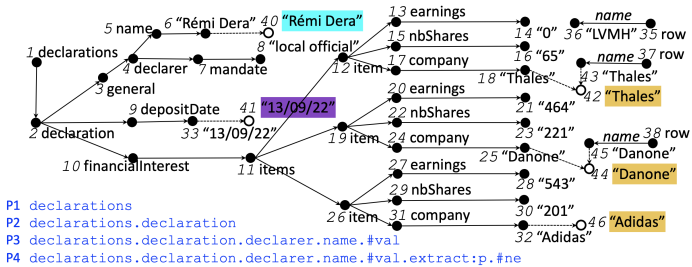 1 declarations
2 declaration
3 general
4 declarer
5 name
6 "Rémi Dera"
40 "Rémi Dera"
7 mandate
8 "local official"
9 depositDate
33 "13/09/22"
41 "13/09/22"
10 financialInterest
11 items
12 item
13 earnings
14 "0"
15 nbShares
16 "65"
17 company
18 "Thales"
19 item
20 earnings
21 "464"
22 nbShares
23 "221"
24 company
25 "Danone"
26 item
27 earnings
28 "543"
29 nbShares
30 "201"
31 company
32 "Adidas"
46 "Adidas"
name
36 "LVMH" 35 row
name 37 row
43 "Thales"
42 "Thales"
name 38 row
45 "Danone"
44 "Danone"
P1 declarations
P2 declarations.declaration
P3 declarations.declaration.declarer.name.#val
P4 declarations.declaration.declarer.name.#val.extract:p.#ne